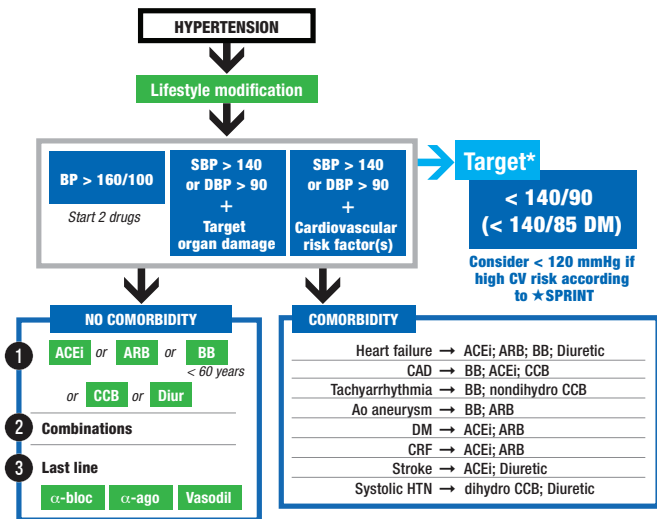 HYPERTENSION
Lifestyle modification
BP > 160/100
Start 2 drugs
SBP > 140
or DBP > 90
+
Target
organ damage
SBP > 140
or DBP > 90
+
Cardiovascular
risk factor(s)
Target*
< 140/90
(< 140/85 DM)
Consider < 120 mmHg if
high CV risk according
to ★SPRINT
NO COMORBIDITY
1 ACEi or ARB or BB
< 60 years
or CCB or Diur
2 Combinations
3 Last line
α-bloc α-ago Vasodil
COMORBIDITY
Heart failure → ACEi; ARB; BB; Diuretic
CAD → BB; ACEi; CCB
Tachyarrhythmia → BB; nondihydro CCB
Ao aneurysm → BB; ARB
DM → ACEi; ARB
CRF → ACEi; ARB
Stroke → ACEi; Diuretic
Systolic HTN → dihydro CCB; Diuretic